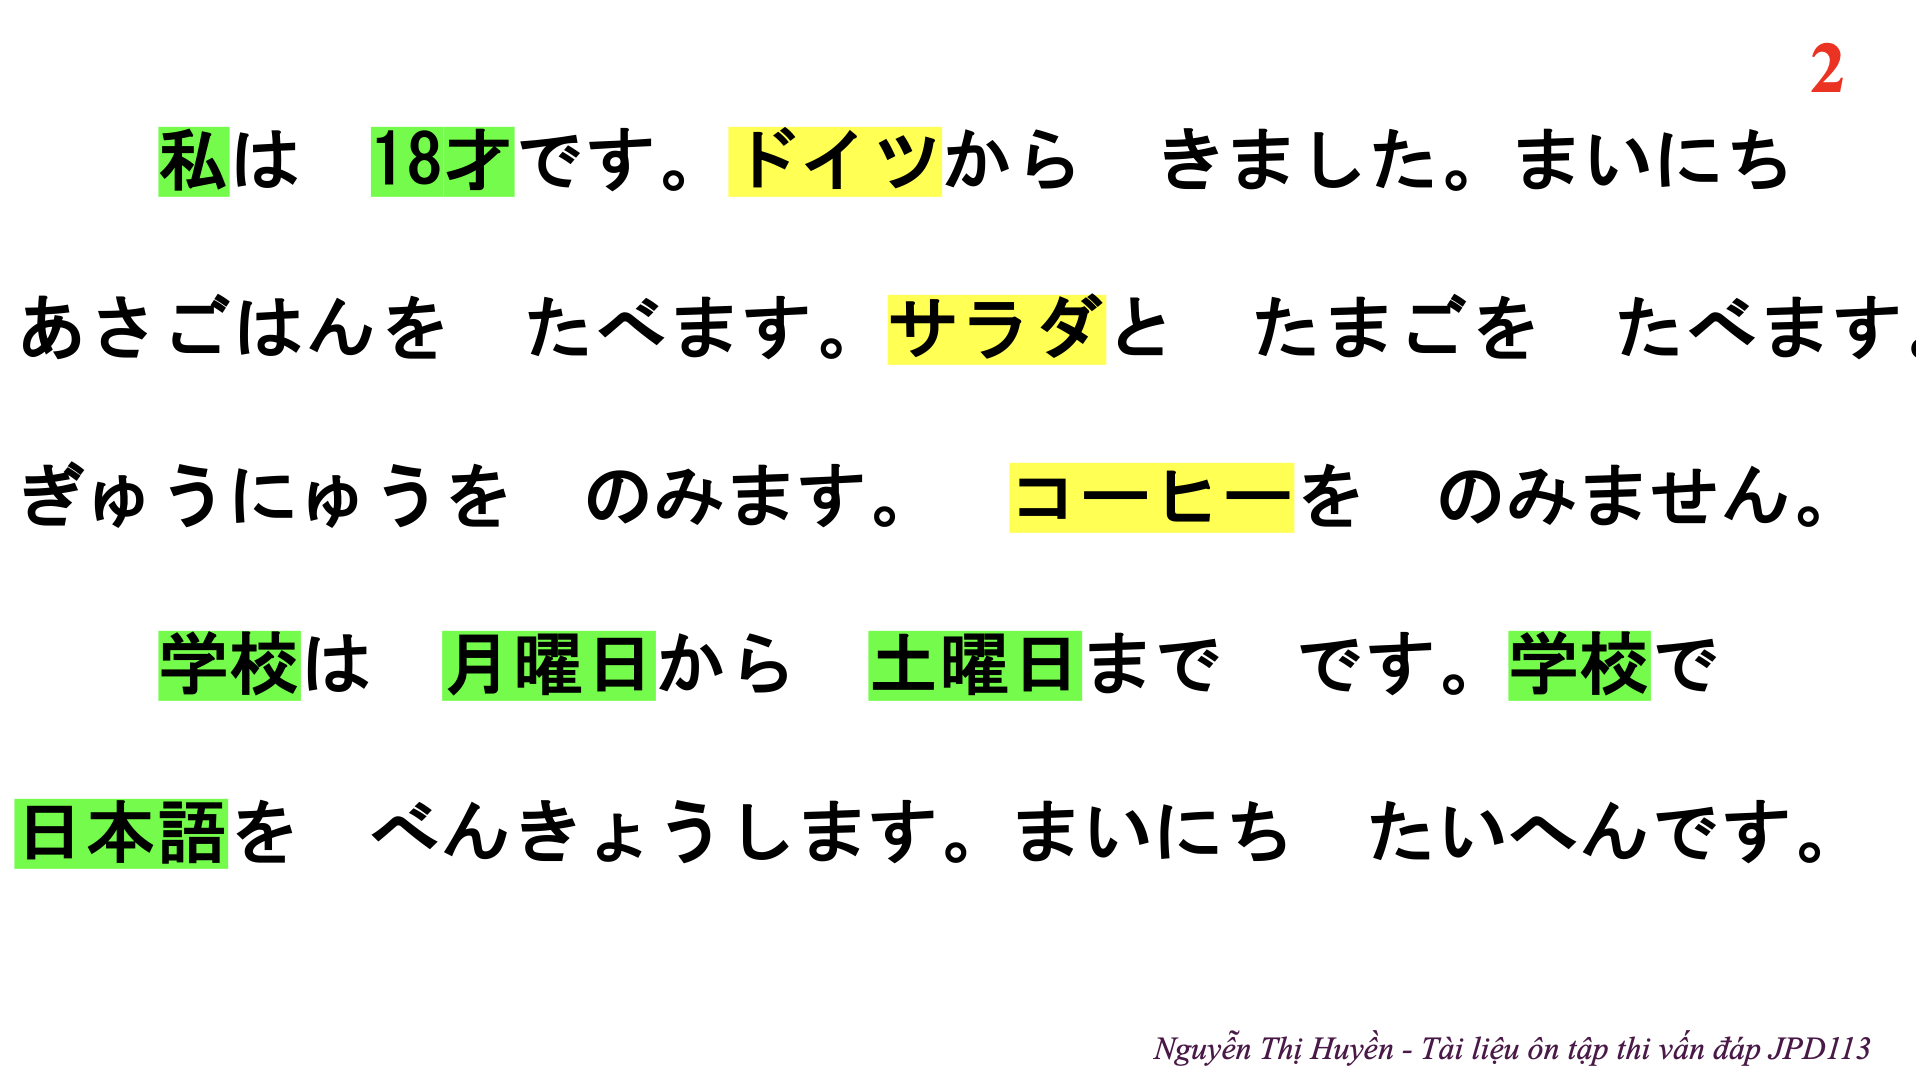 2
私は　18才です。ドイツから　きました。まいにち
あさごはんを　たべます。サラダと　たまごを　たべます。
ぎゅうにゅうを　のみます。　コーヒーを　のみません。
学校は　月曜日から　土曜日まで　です。学校で
日本語を　べんきょうします。まいにち　たいへんです。
Nguyễn Thị Huyền - Tài liệu ôn tập thi vấn đáp JPD113